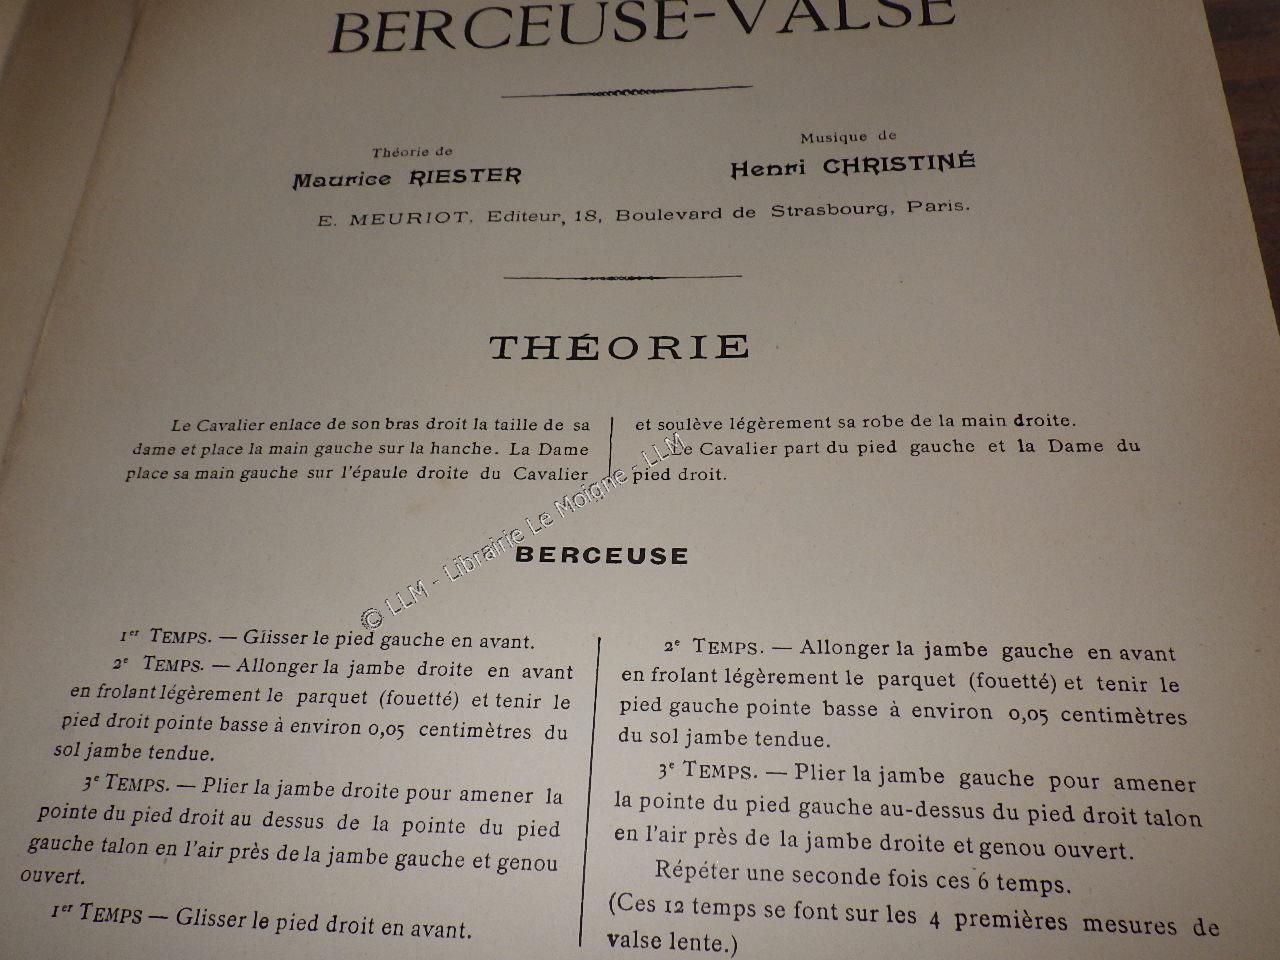 BERCEUSE-VALSE
Théorie de
Maurice RIESTER
Musique de
Henri CHRISTINÉ
E. MEURIOT, Editeur, 18, Boulevard de Strasbourg, Paris.
THÉORIE
Le Cavalier enlace de son bras droit la taille de sa
dame et place la main gauche sur la hanche. La Dame
place sa main gauche sur l'épaule droite du Cavalier
et soulève légèrement sa robe de la main droite.
Le Cavalier part du pied gauche et la Dame du
pied droit.
© LLM - Librairie Le Moigne - LLM
BERCEUSE
1er TEMPS. — Glisser le pied gauche en avant.
2e TEMPS. — Allonger la jambe droite en avant
en frolant légèrement le parquet (fouetté) et tenir le
pied droit pointe basse à environ 0,05 centimètres du
sol jambe tendue.
3e TEMPS. — Plier la jambe droite pour amener la
pointe du pied droit au dessus de la pointe du pied
gauche talon en l'air près de la jambe gauche et genou
ouvert.
1er TEMPS — Glisser le pied droit en avant.
2e TEMPS. — Allonger la jambe gauche en avant
en frolant légèrement le parquet (fouetté) et tenir le
pied gauche pointe basse à environ 0,05 centimètres
du sol jambe tendue.
3e TEMPS. — Plier la jambe gauche pour amener
la pointe du pied gauche au-dessus du pied droit talon
en l'air près de la jambe droite et genou ouvert.
Répéter une seconde fois ces 6 temps.
(Ces 12 temps se font sur les 4 premières mesures de
valse lente.)